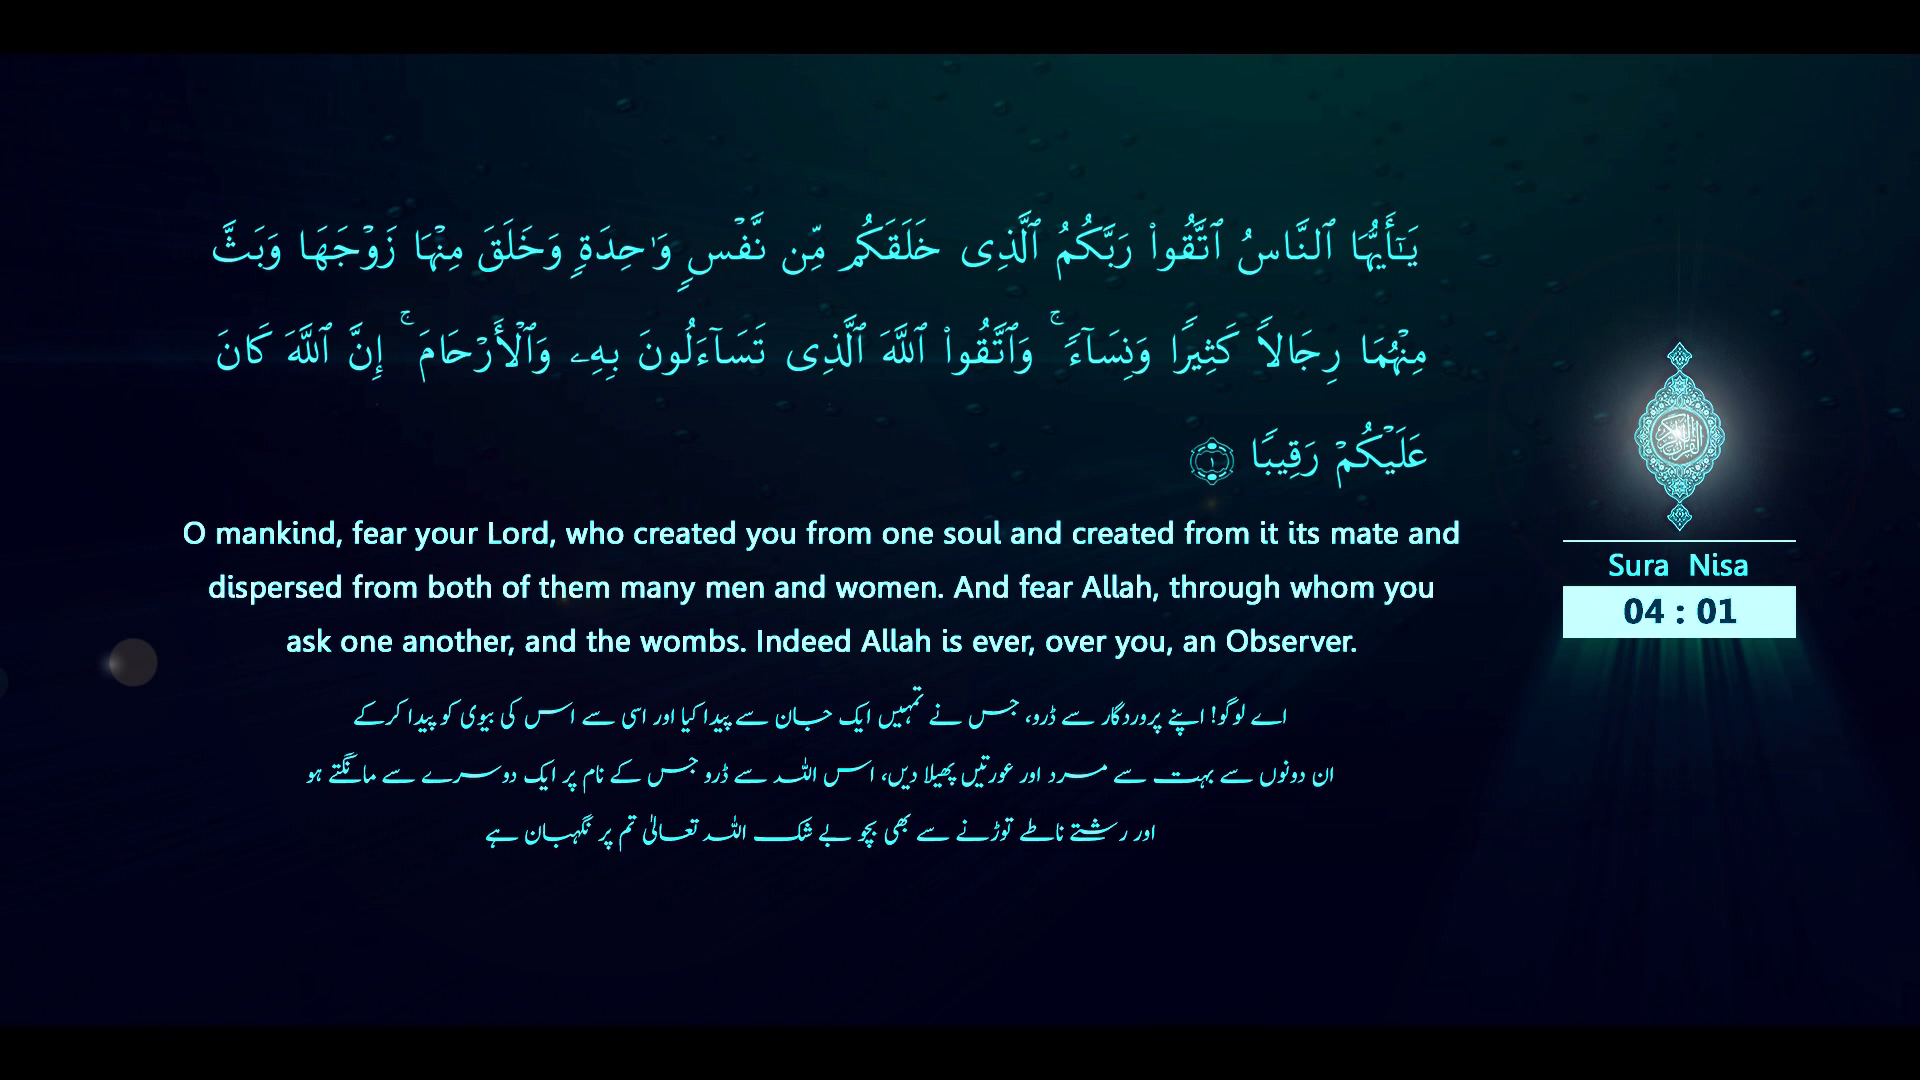 يَـٰٓأَيُّهَا ٱلنَّاسُ ٱتَّقُوا۟ رَبَّكُمُ ٱلَّذِى خَلَقَكُم مِّن نَّفْسٍ وَٰحِدَةٍ وَخَلَقَ مِنْهَا زَوْجَهَا وَبَثَّ
مِنْهُمَا رِجَالًا كَثِيرًا وَنِسَآءً ۚ وَٱتَّقُوا۟ ٱللَّهَ ٱلَّذِى تَسَآءَلُونَ بِهِۦ وَٱلْأَرْحَامَ ۚ إِنَّ ٱللَّهَ كَانَ
عَلَيْكُمْ رَقِيبًا ١
O mankind, fear your Lord, who created you from one soul and created from it its mate and
dispersed from both of them many men and women. And fear Allah, through whom you
ask one another, and the wombs. Indeed Allah is ever, over you, an Observer.
اے لوگو! اپنے پروردگار سے ڈرو، جس نے تمہیں ایک جان سے پیدا کیا اور اسی سے اس کی بیوی کو پیدا کرکے
ان دونوں سے بہت سے مرد اور عورتیں پھیلا دیں، اس اللہ سے ڈرو جس کے نام پر ایک دوسرے سے مانگتے ہو
اور رشتے ناطے توڑنے سے بھی بچو بے شک اللہ تعالیٰ تم پر نگہبان ہے
القرآن الكريم
Sura Nisa
04 : 01